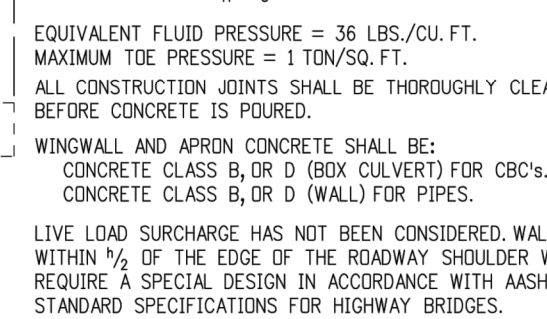 EQUIVALENT FLUID PRESSURE = 36 LBS./CU. FT.
MAXIMUM TOE PRESSURE = 1 TON/SQ. FT.
ALL CONSTRUCTION JOINTS SHALL BE THOROUGHLY
BEFORE CONCRETE IS POURED.
WINGWALL AND APRON CONCRETE SHALL BE:
CONCRETE CLASS B, OR D (BOX CULVERT) FOR CBC's.
CONCRETE CLASS B, OR D (WALL) FOR PIPES.
LIVE LOAD SURCHARGE HAS NOT BEEN CONSIDERED.
WITHIN h/2 OF THE EDGE OF THE ROADWAY SHOULDER
REQUIRE A SPECIAL DESIGN IN ACCORDANCE WITH
STANDARD SPECIFICATIONS FOR HIGHWAY BRIDGES.